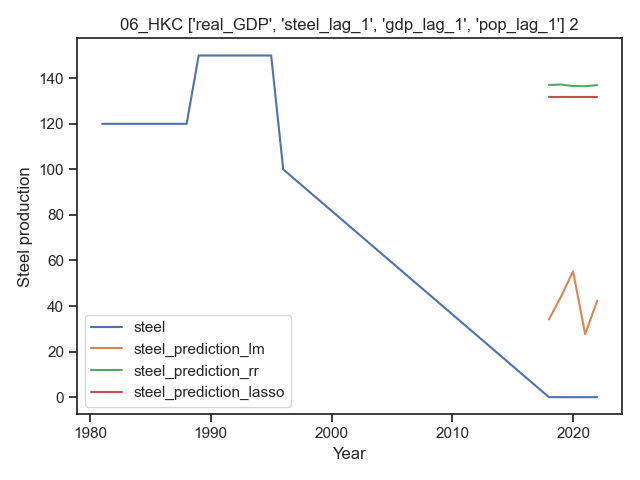 06_HKC ['real_GDP', 'steel_lag_1', 'gdp_lag_1', 'pop_lag_1'] 2
Steel production
140
120
100
80
60
40
20
0
steel
steel_prediction_lm
steel_prediction_rr
steel_prediction_lasso
1980 1990 2000 2010 2020
Year